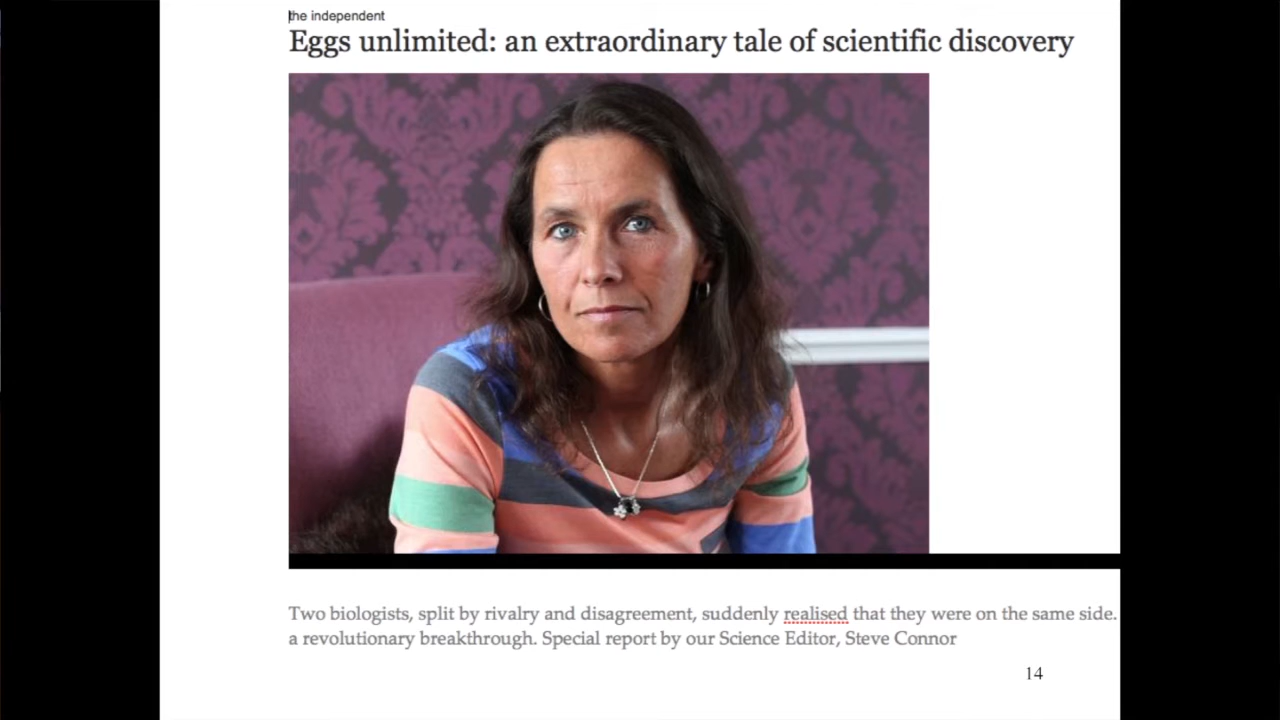 the independent
Eggs unlimited: an extraordinary tale of scientific discovery
Two biologists, split by rivalry and disagreement, suddenly realised that they were on the same side.
a revolutionary breakthrough. Special report by our Science Editor, Steve Connor
14